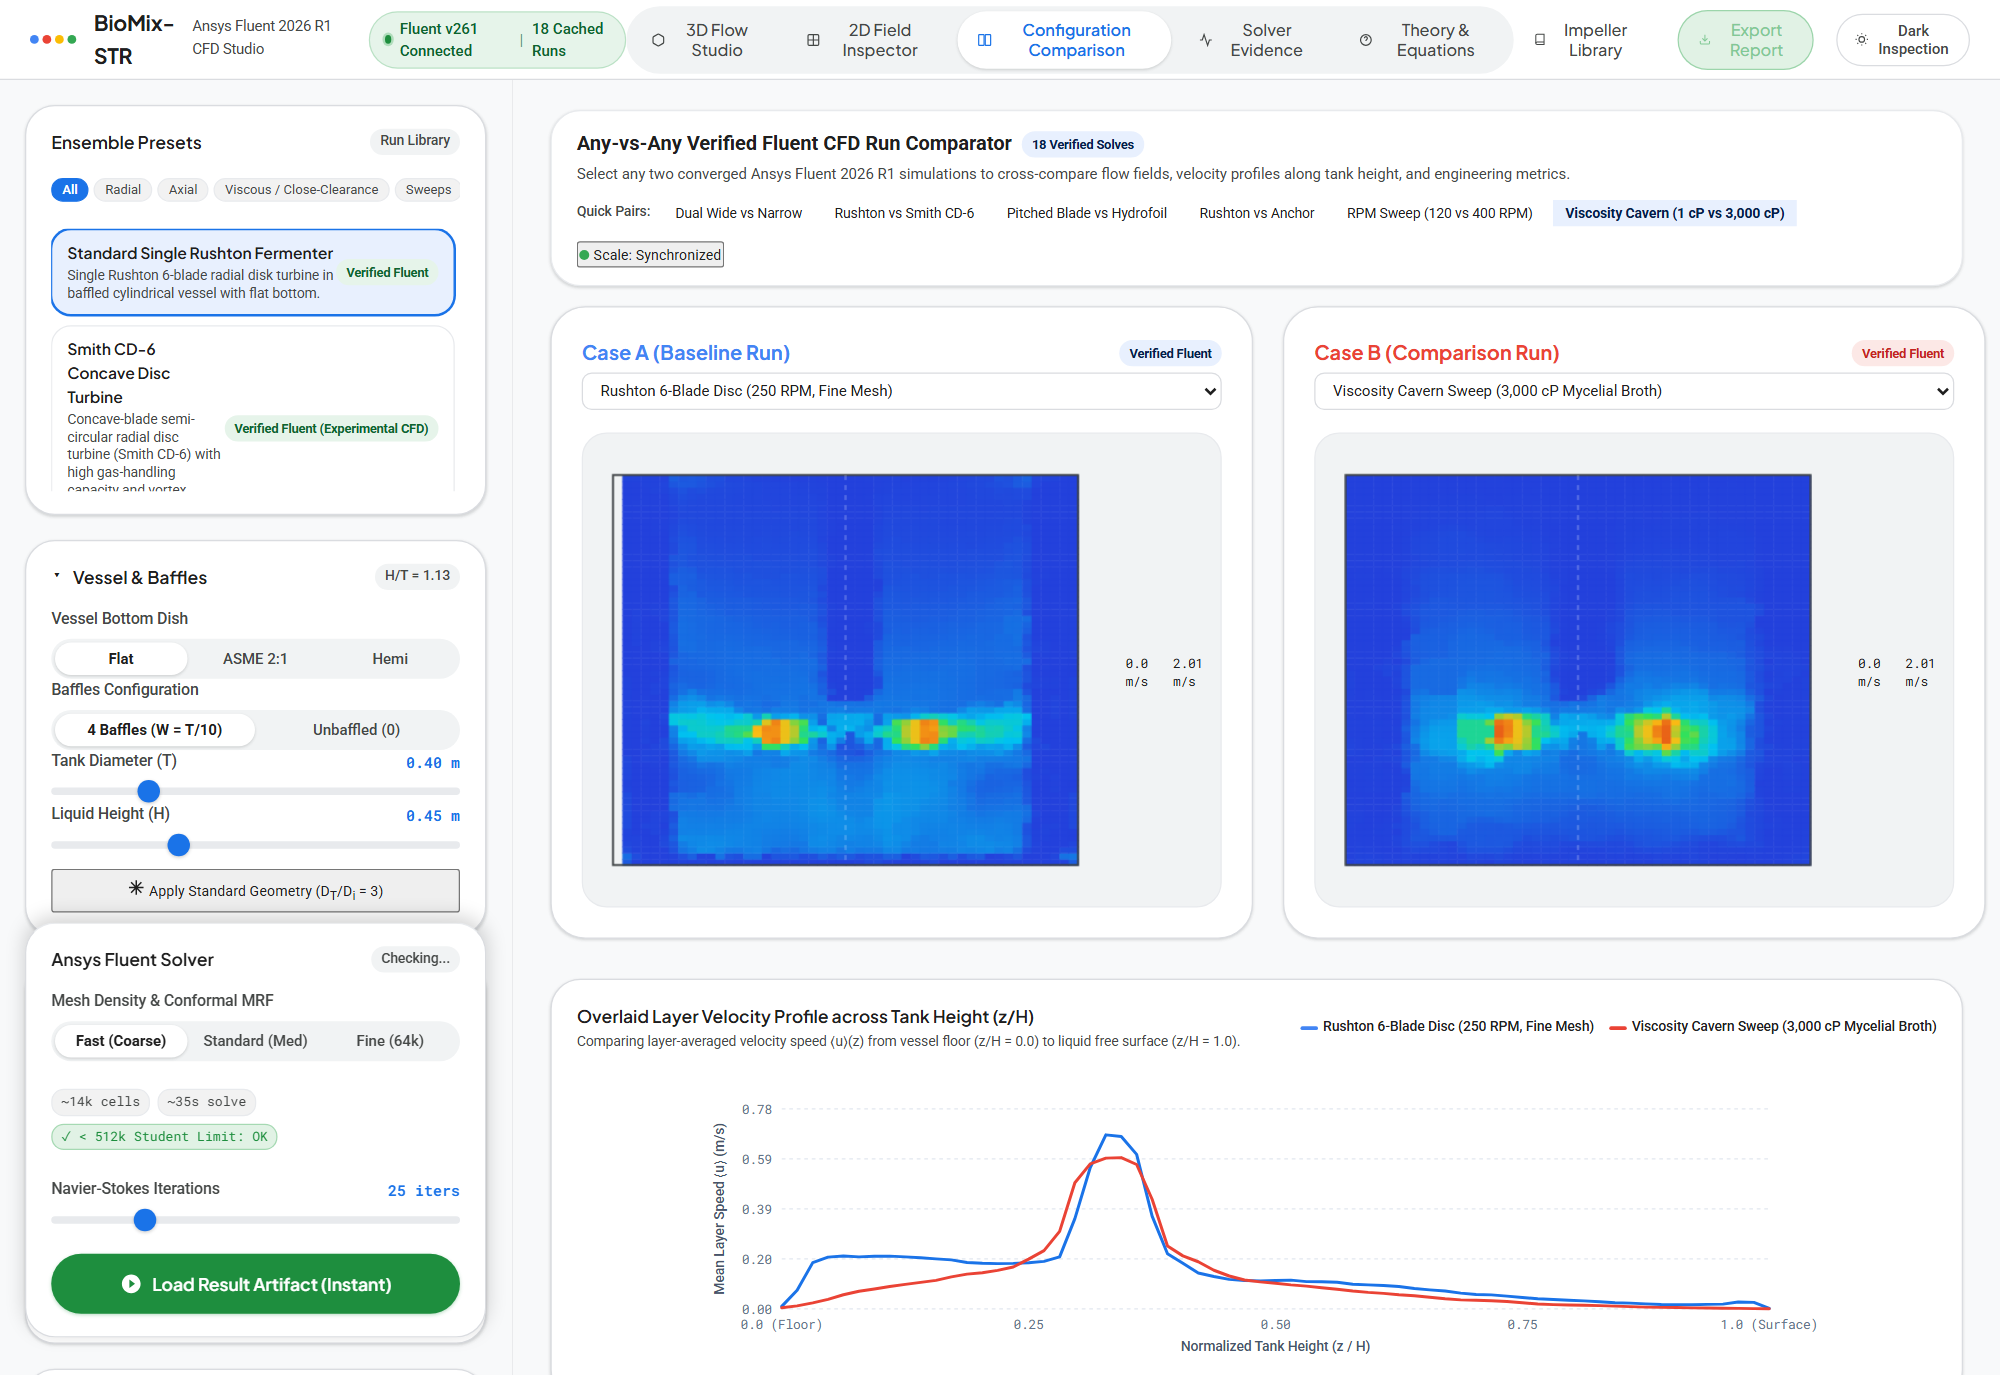 BioMix-
STR
Ansys Fluent 2026 R1
CFD Studio
Fluent v261
Connected
|
18 Cached
Runs
3D Flow
Studio
2D Field
Inspector
Configuration
Comparison
Solver
Evidence
Theory &
Equations
Impeller
Library
Export
Report
Dark
Inspection
Ensemble Presets
Run Library
All
Radial
Axial
Viscous / Close-Clearance
Sweeps
Standard Single Rushton Fermenter
Single Rushton 6-blade radial disk turbine in
baffled cylindrical vessel with flat bottom.
Verified Fluent
Smith CD-6
Concave Disc
Turbine
Concave-blade semi-
circular radial disc
turbine (Smith CD-6) with
high gas-handling
capacity and vortex
Verified Fluent (Experimental CFD)
Vessel & Baffles
H/T = 1.13
Vessel Bottom Dish
Flat
ASME 2:1
Hemi
Baffles Configuration
4 Baffles (W = T/10)
Unbaffled (0)
Tank Diameter (T)
0.40 m
Liquid Height (H)
0.45 m
Apply Standard Geometry (DT/Di = 3)
Ansys Fluent Solver
Checking...
Mesh Density & Conformal MRF
Fast (Coarse)
Standard (Med)
Fine (64k)
~14k cells
~35s solve
✓ < 512k Student Limit: OK
Navier-Stokes Iterations
25 iters
Load Result Artifact (Instant)
Any-vs-Any Verified Fluent CFD Run Comparator
18 Verified Solves
Select any two converged Ansys Fluent 2026 R1 simulations to cross-compare flow fields, velocity profiles along tank height, and engineering metrics.
Quick Pairs:
Dual Wide vs Narrow
Rushton vs Smith CD-6
Pitched Blade vs Hydrofoil
Rushton vs Anchor
RPM Sweep (120 vs 400 RPM)
Viscosity Cavern (1 cP vs 3,000 cP)
Scale: Synchronized
Case A (Baseline Run)
Verified Fluent
Rushton 6-Blade Disc (250 RPM, Fine Mesh)
0.0
m/s
2.01
m/s
Case B (Comparison Run)
Verified Fluent
Viscosity Cavern Sweep (3,000 cP Mycelial Broth)
0.0
m/s
2.01
m/s
Overlaid Layer Velocity Profile across Tank Height (z/H)
Comparing layer-averaged velocity speed ⟨u⟩(z) from vessel floor (z/H = 0.0) to liquid free surface (z/H = 1.0).
Rushton 6-Blade Disc (250 RPM, Fine Mesh)
Viscosity Cavern Sweep (3,000 cP Mycelial Broth)
Mean Layer Speed ⟨u⟩ (m/s)
0.78
0.59
0.39
0.20
0.00
0.0 (Floor)
0.25
0.50
0.75
1.0 (Surface)
Normalized Tank Height (z / H)